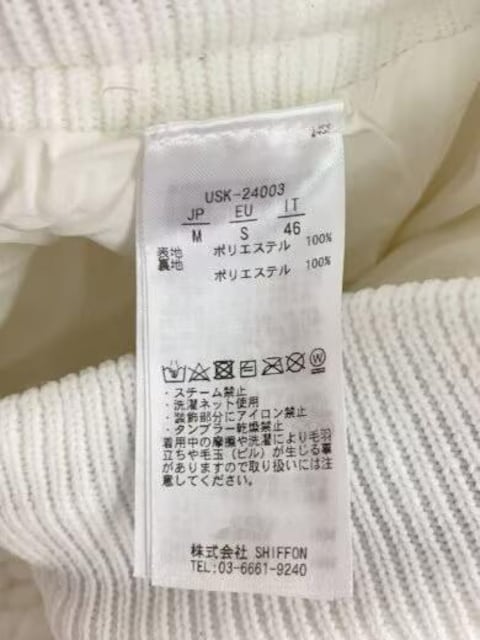 USK-24003
JP EU IT
M S 46
表地 ポリエステル 100%
裏地 ポリエステル 100%
・スチーム禁止
・洗濯ネット使用
・装飾部分にアイロン禁止
・タンブラー乾燥禁止
着用中の摩擦や洗濯により毛羽
立ちや毛玉(ピル)が生じる事
がありますので取り扱いには注
意してください。
株式会社 SHIFFON
TEL:03-6661-9240